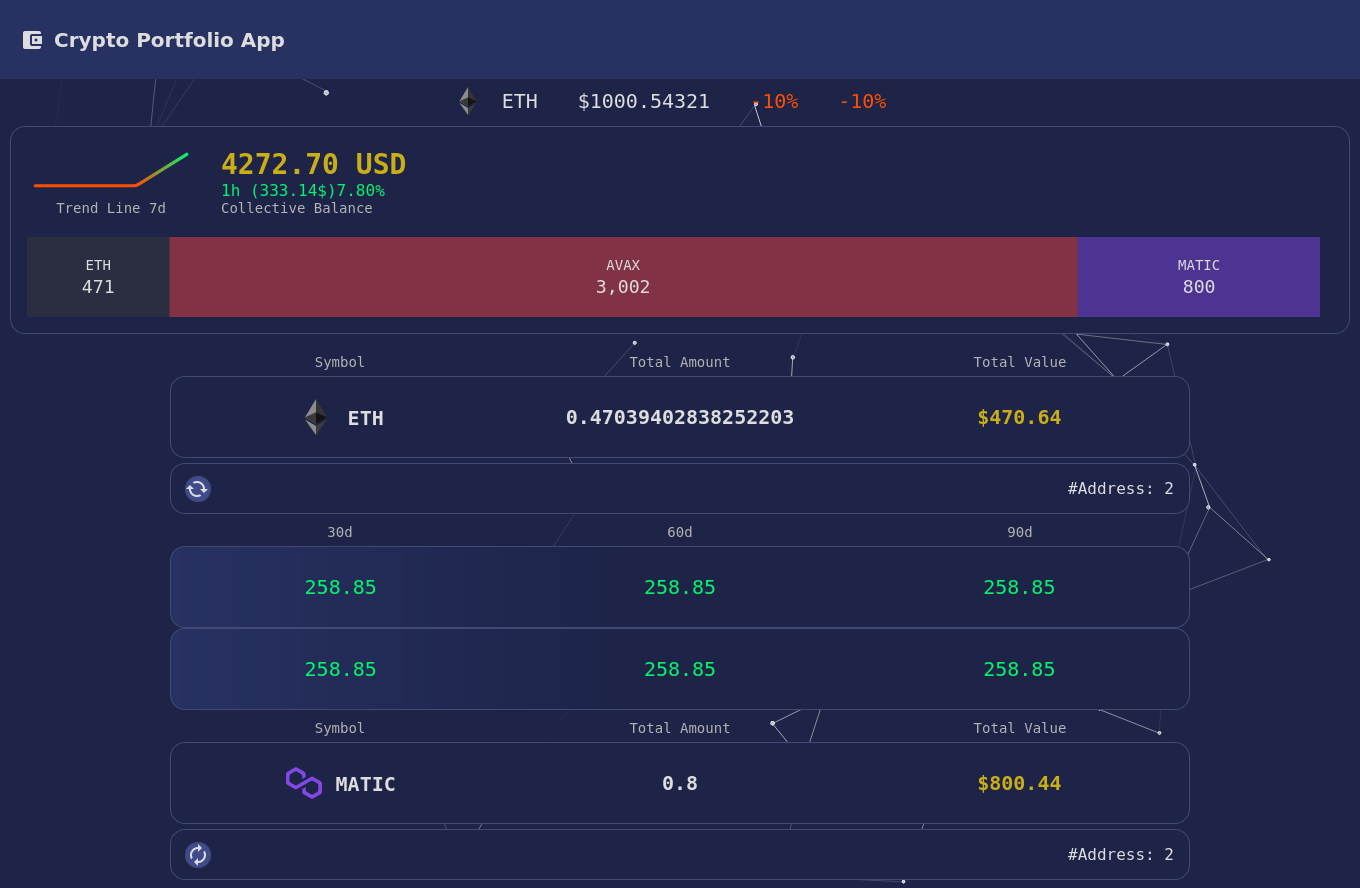 Crypto Portfolio App
ETH $1000.54321 -10% -10%
4272.70 USD
1h (333.14$)7.80%
Trend Line 7d Collective Balance
ETH AVAX MATIC
471 3,002 800
Symbol Total Amount Total Value
ETH 0.47039402838252203 $470.64
#Address: 2
30d 60d 90d
258.85 258.85 258.85
258.85 258.85 258.85
Symbol Total Amount Total Value
MATIC 0.8 $800.44
#Address: 2